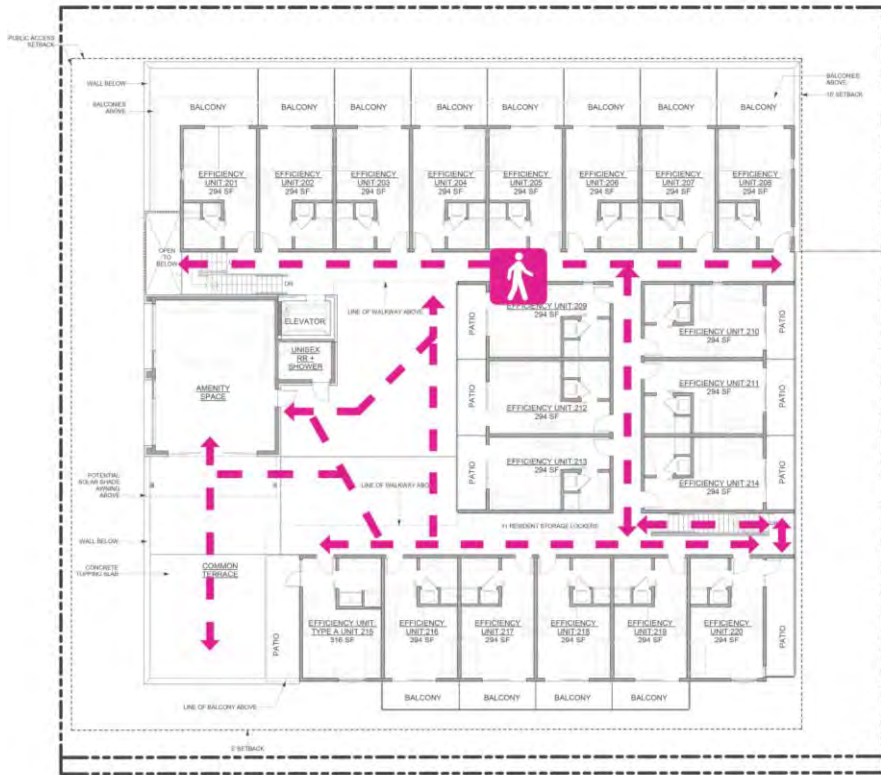 PUBLIC ACCESS
SETBACK
WALL BELOW
BALCONIES
ABOVE
BALCONY
BALCONY
BALCONY
BALCONY
BALCONY
BALCONY
BALCONY
BALCONY
BALCONIES
ABOVE
10' SETBACK
EFFICIENCY
UNIT 201
294 SF
EFFICIENCY
UNIT 202
294 SF
EFFICIENCY
UNIT 203
294 SF
EFFICIENCY
UNIT 204
294 SF
EFFICIENCY
UNIT 205
294 SF
EFFICIENCY
UNIT 206
294 SF
EFFICIENCY
UNIT 207
294 SF
EFFICIENCY
UNIT 208
294 SF
OPEN
TO
BELOW
DN
LINE OF WALKWAY ABOVE
ELEVATOR
UNISEX
RR +
SHOWER
AMENITY
SPACE
PATIO
EFFICIENCY UNIT 209
294 SF
EFFICIENCY UNIT 210
294 SF
PATIO
PATIO
EFFICIENCY UNIT 212
294 SF
EFFICIENCY UNIT 211
294 SF
PATIO
PATIO
EFFICIENCY UNIT 213
294 SF
EFFICIENCY UNIT 214
294 SF
PATIO
POTENTIAL
SOLAR SHADE
AWNING
ABOVE
LINE OF WALKWAY ABOVE
RESIDENT STORAGE LOCKERS
WALL BELOW
CONCRETE
TOPPING SLAB
COMMON
TERRACE
PATIO
EFFICIENCY UNIT
TYPE A UNIT 215
316 SF
EFFICIENCY
UNIT 216
294 SF
EFFICIENCY
UNIT 217
294 SF
EFFICIENCY
UNIT 218
294 SF
EFFICIENCY
UNIT 219
294 SF
EFFICIENCY
UNIT 220
294 SF
PATIO
BALCONY
BALCONY
BALCONY
BALCONY
LINE OF BALCONY ABOVE
5' SETBACK